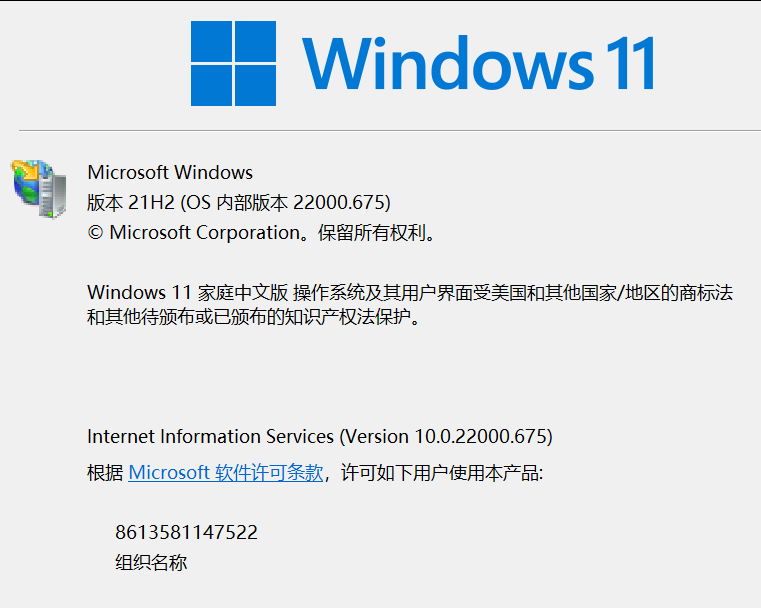 Windows 11
Microsoft Windows
版本 21H2 (OS 内部版本 22000.675)
© Microsoft Corporation。保留所有权利。
Windows 11 家庭中文版 操作系统及其用户界面受美国和其他国家/地区的商标法
和其他待颁布或已颁布的知识产权法保护。
Internet Information Services (Version 10.0.22000.675)
根据 Microsoft 软件许可条款，许可如下用户使用本产品:
8613581147522
组织名称